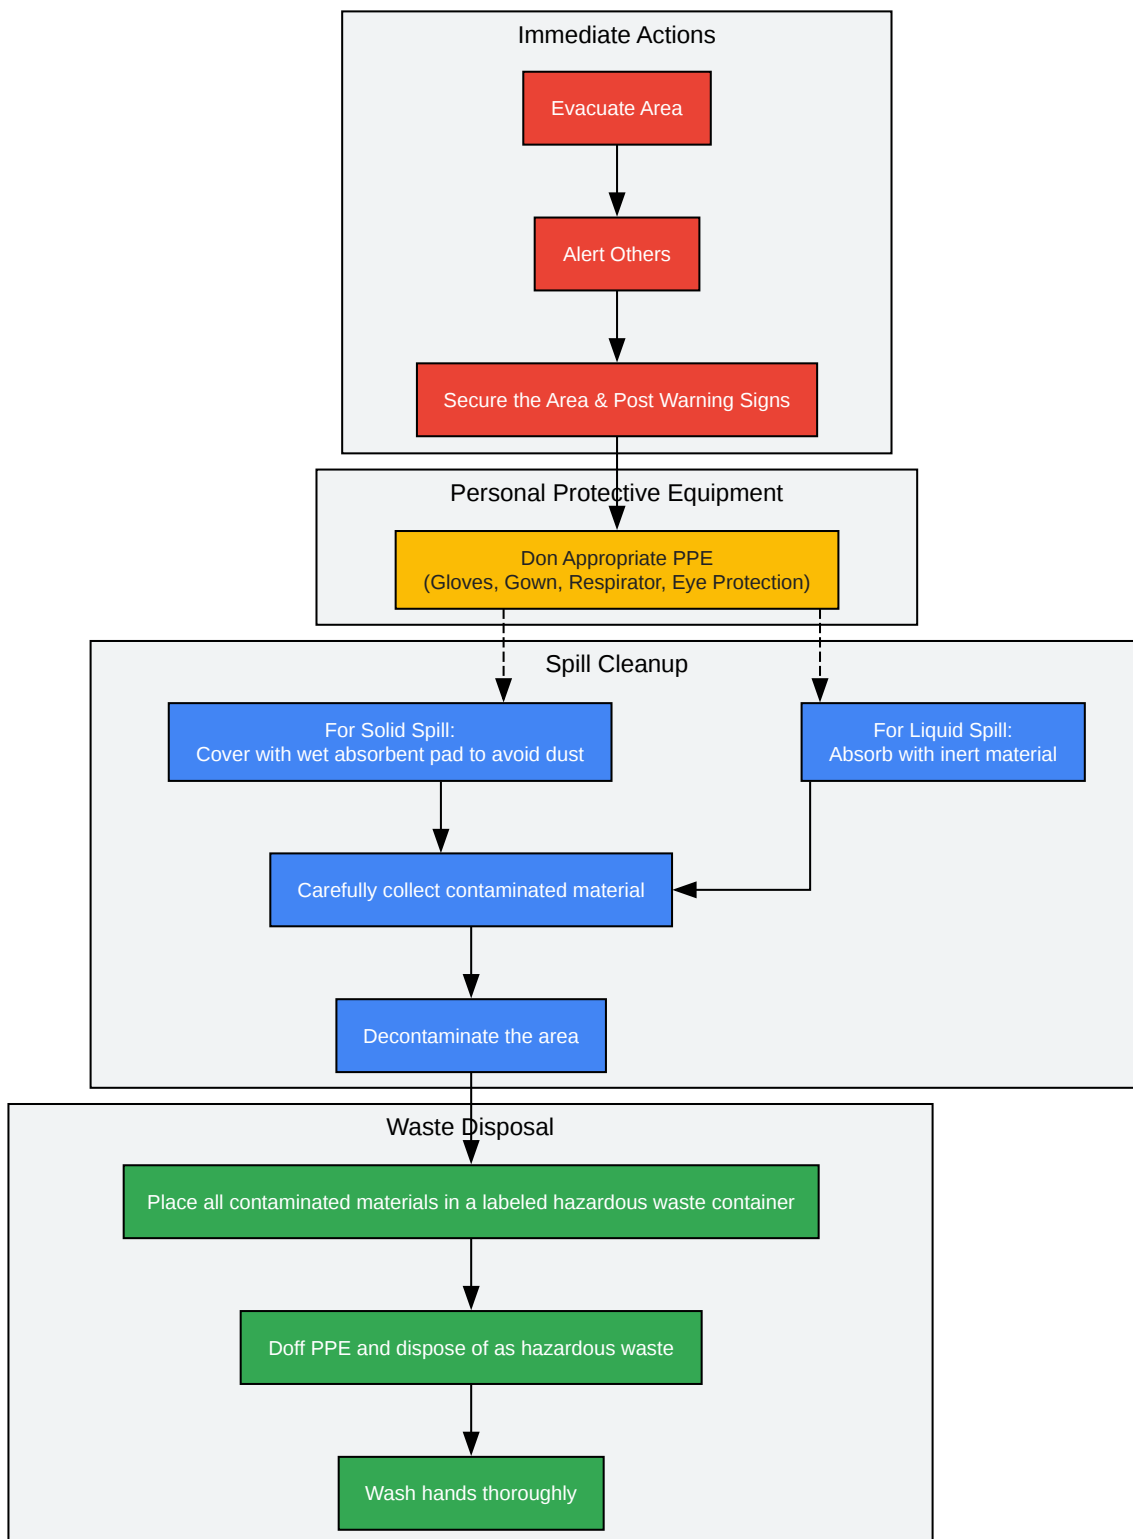 Immediate Actions
Evacuate Area
Alert Others
Secure the Area & Post Warning Signs
Personal Protective Equipment
Don Appropriate PPE
(Gloves, Gown, Respirator, Eye Protection)
Spill Cleanup
For Solid Spill:
Cover with wet absorbent pad to avoid dust
For Liquid Spill:
Absorb with inert material
Carefully collect contaminated material
Decontaminate the area
Waste Disposal
Place all contaminated materials in a labeled hazardous waste container
Doff PPE and dispose of as hazardous waste
Wash hands thoroughly